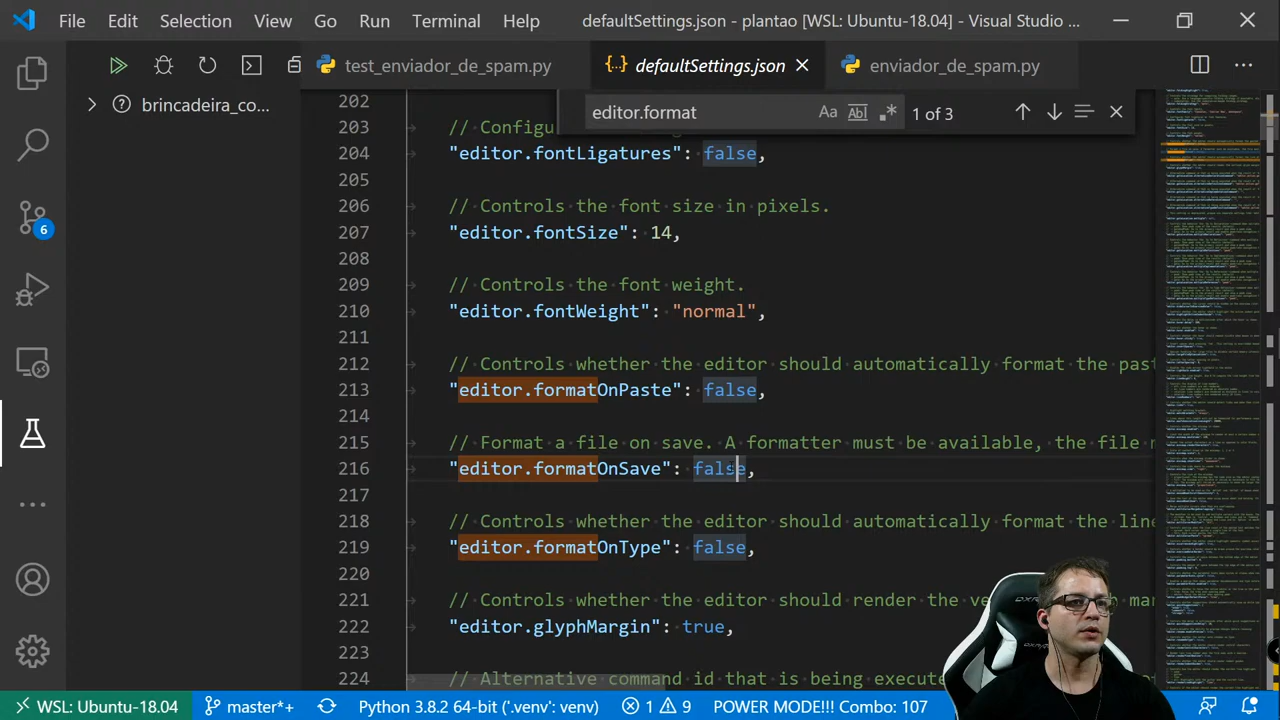 File Edit Selection View Go Run Terminal Help defaultSettings.json - plantao [WSL: Ubuntu-18.04] - Visual Studio ...
test_enviador_de_spam.py {} defaultSettings.json enviador_de_spam.py
brincadeira_co...
editor.format Aa Abl 1 of 3
202
203 // Config
204 "editor.fontLigatures": false,
205
206 // Controls the font size in pixels.
207 "editor.fontSize": 14,
208
209 // Controls the font weight.
210 "editor.fontWeight": "normal",
211
212 // Controls whether the editor should automatically format the past
213 "editor.formatOnPaste": false,
214
215 // Format a file on save. A formatter must be available, the file
216 "editor.formatOnSave": false,
217
218 // Controls whether the editor should automatically format the line
219 "editor.formatOnType": false,
220
221 // Controls whether the editor should render the ve
222 "editor.glyphMargin": true,
223
224 native command id that is being execute
6
WSL: Ubuntu-18.04 master*+ Python 3.8.2 64-bit ('.venv': venv) 1 9 POWER MODE!!! Combo: 107